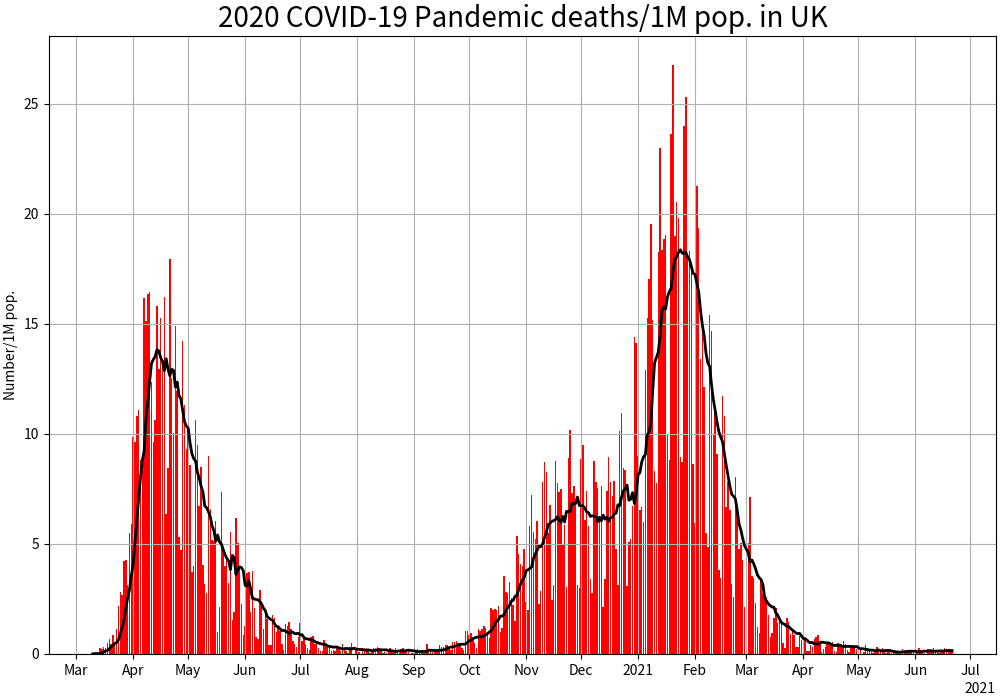 2020 COVID-19 Pandemic deaths/1M pop. in UK
Number/1M pop.
25
20
15
10
5
0
Mar Apr May Jun Jul Aug Sep Oct Nov Dec 2021 Feb Mar Apr May Jun Jul
2021